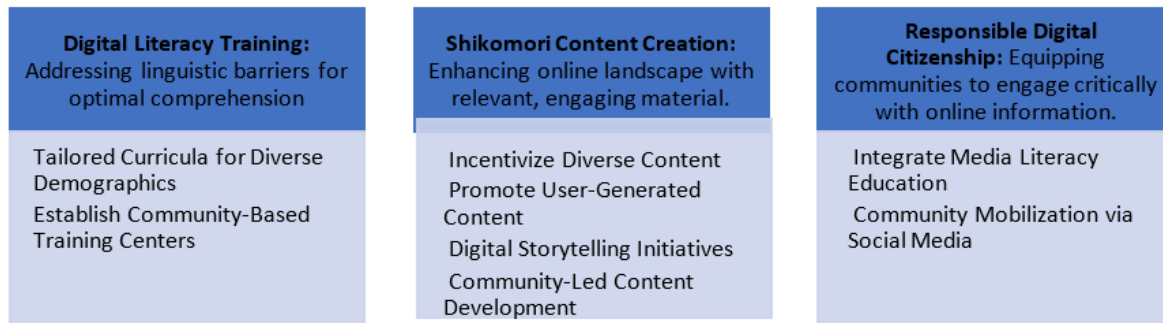 Digital Literacy Training:
Addressing linguistic barriers for
optimal comprehension
Tailored Curricula for Diverse
Demographics
Establish Community-Based
Training Centers
Shikomori Content Creation:
Enhancing online landscape with
relevant, engaging material.
Incentivize Diverse Content
Promote User-Generated
Content
Digital Storytelling Initiatives
Community-Led Content
Development
Responsible Digital
Citizenship: Equipping
communities to engage critically
with online information.
Integrate Media Literacy
Education
Community Mobilization via
Social Media